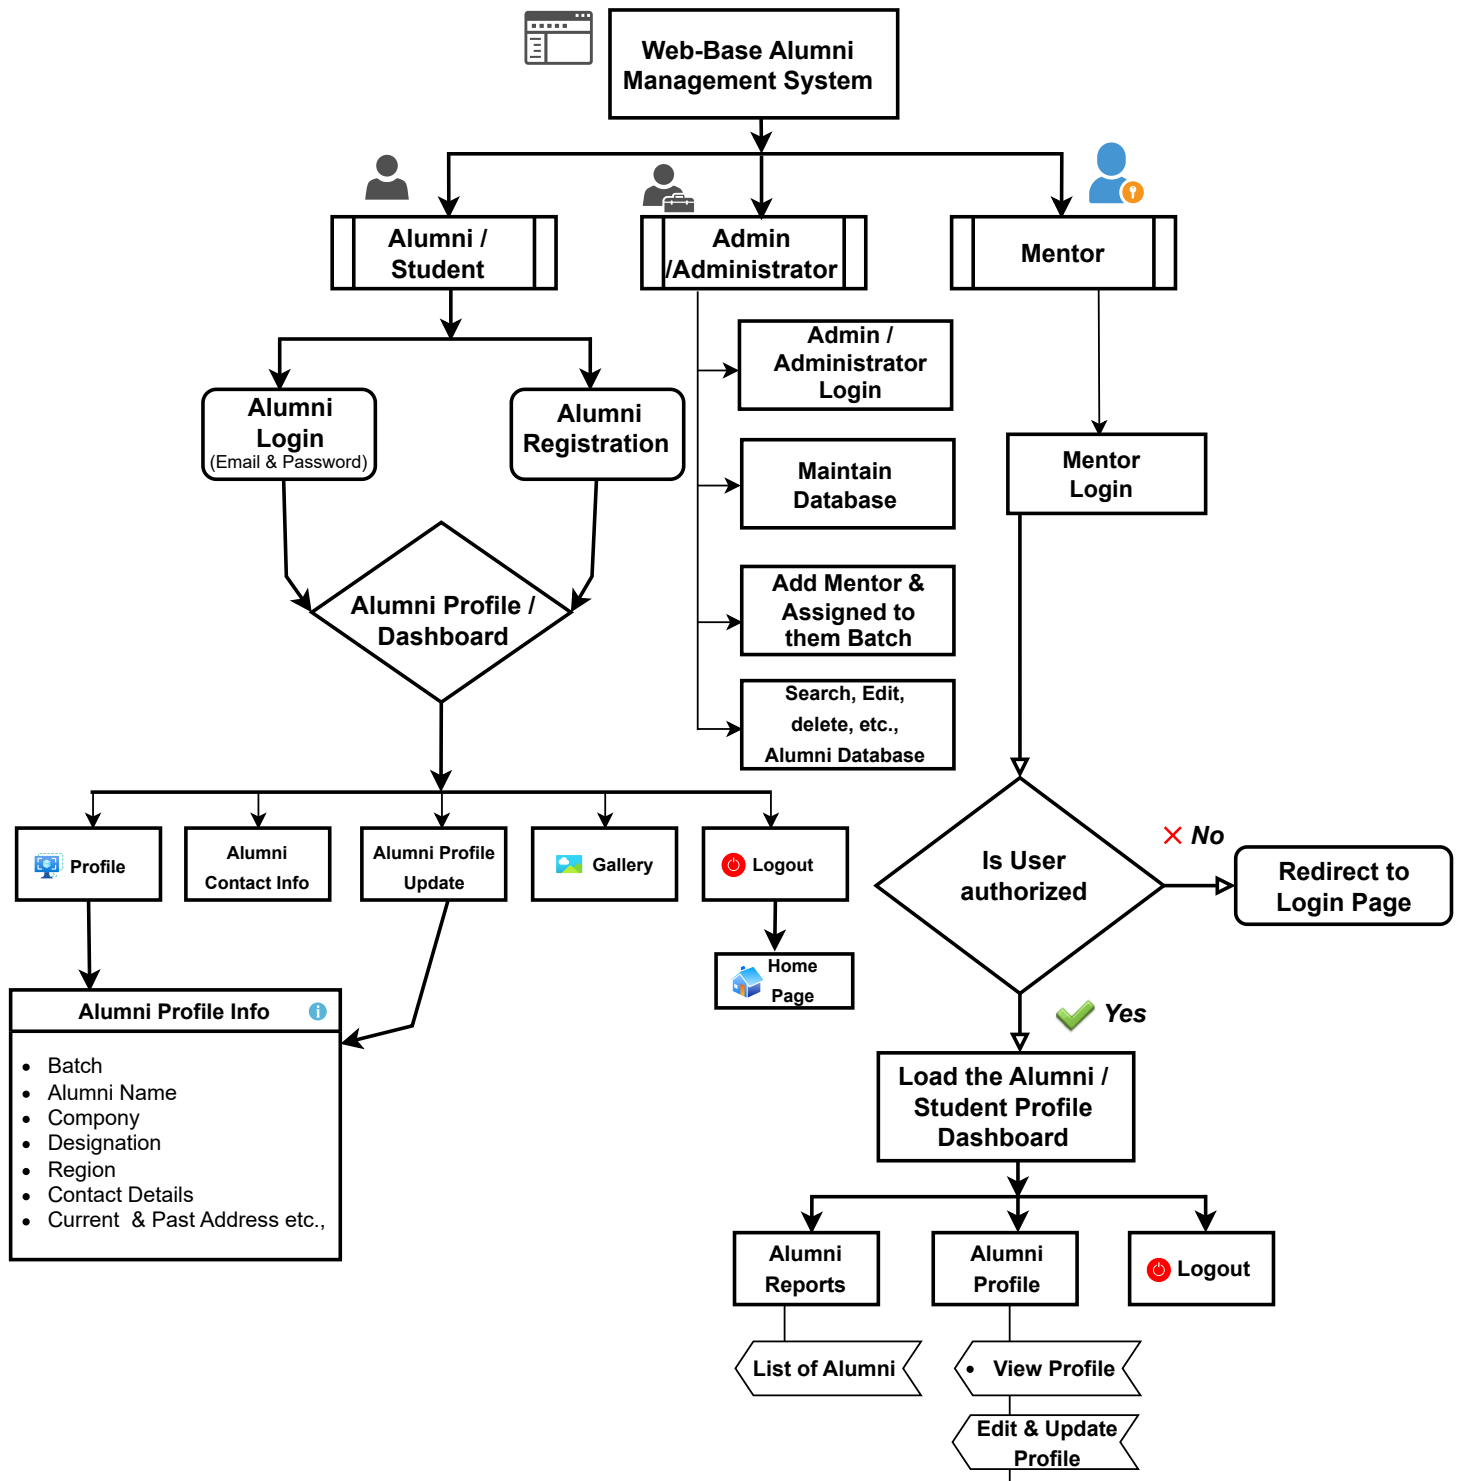 Web-Base Alumni
Management System
Alumni /
Student
Admin
/Administrator
Mentor
Admin /
Administrator
Login
Alumni
Login
(Email & Password)
Alumni
Registration
Maintain
Database
Mentor
Login
Alumni Profile /
Dashboard
Add Mentor &
Assigned to
them Batch
Search, Edit,
delete, etc.,
Alumni Database
Profile
Alumni
Contact Info
Alumni Profile
Update
Gallery
Logout
Is User
authorized
No
Redirect to
Login Page
Home
Page
Alumni Profile Info
• Batch
• Alumni Name
• Compony
• Designation
• Region
• Contact Details
• Current & Past Address etc.,
Yes
Load the Alumni /
Student Profile
Dashboard
Alumni
Reports
Alumni
Profile
Logout
List of Alumni
• View Profile
Edit & Update
Profile